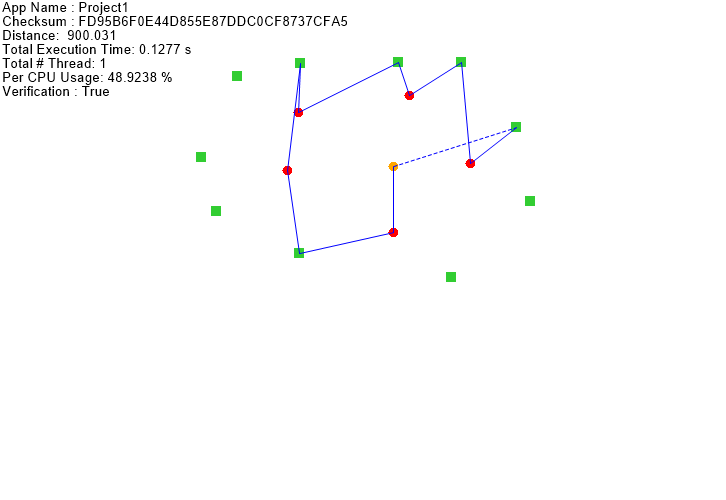 App Name : Project1
Checksum : FD95B6F0E44D855E87DDC0CF8737CFA5
Distance:  900.031
Total Execution Time: 0.1277 s
Total # Thread: 1
Per CPU Usage: 48.9238 %
Verification : True